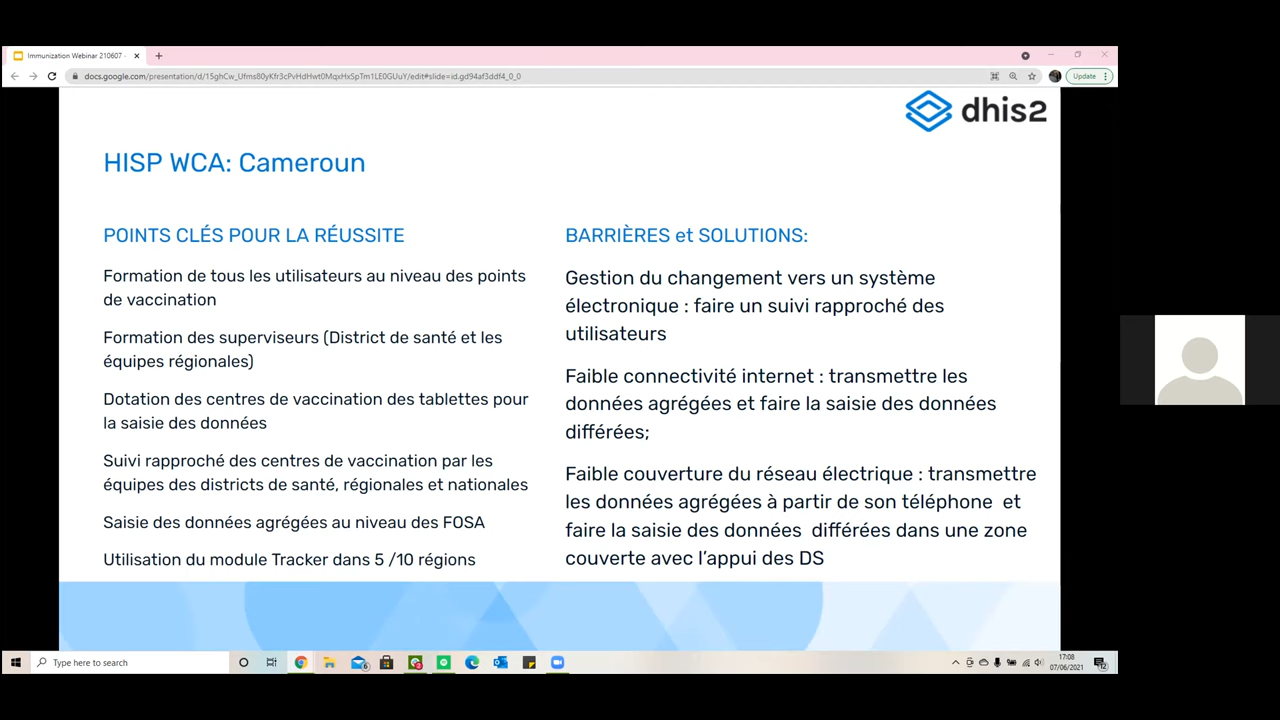 Immunization Webinar 210607 -
docs.google.com/presentation/d/15ghCw_Ufms80yKfr3cPvHdHwt0MqxHxSpTm1LE0GUuY/edit#slide=id.gd94af3ddf4_0_0
Update
dhis2
HISP WCA: Cameroun
POINTS CLÉS POUR LA RÉUSSITE
Formation de tous les utilisateurs au niveau des points
de vaccination
Formation des superviseurs (District de santé et les
équipes régionales)
Dotation des centres de vaccination des tablettes pour
la saisie des données
Suivi rapproché des centres de vaccination par les
équipes des districts de santé, régionales et nationales
Saisie des données agrégées au niveau des FOSA
Utilisation du module Tracker dans 5 /10 régions
BARRIÈRES et SOLUTIONS:
Gestion du changement vers un système
électronique : faire un suivi rapproché des
utilisateurs
Faible connectivité internet : transmettre les
données agrégées et faire la saisie des données
différées;
Faible couverture du réseau électrique : transmettre
les données agrégées à partir de son téléphone et
faire la saisie des données différées dans une zone
couverte avec l'appui des DS
Type here to search
17:08
07/06/2021